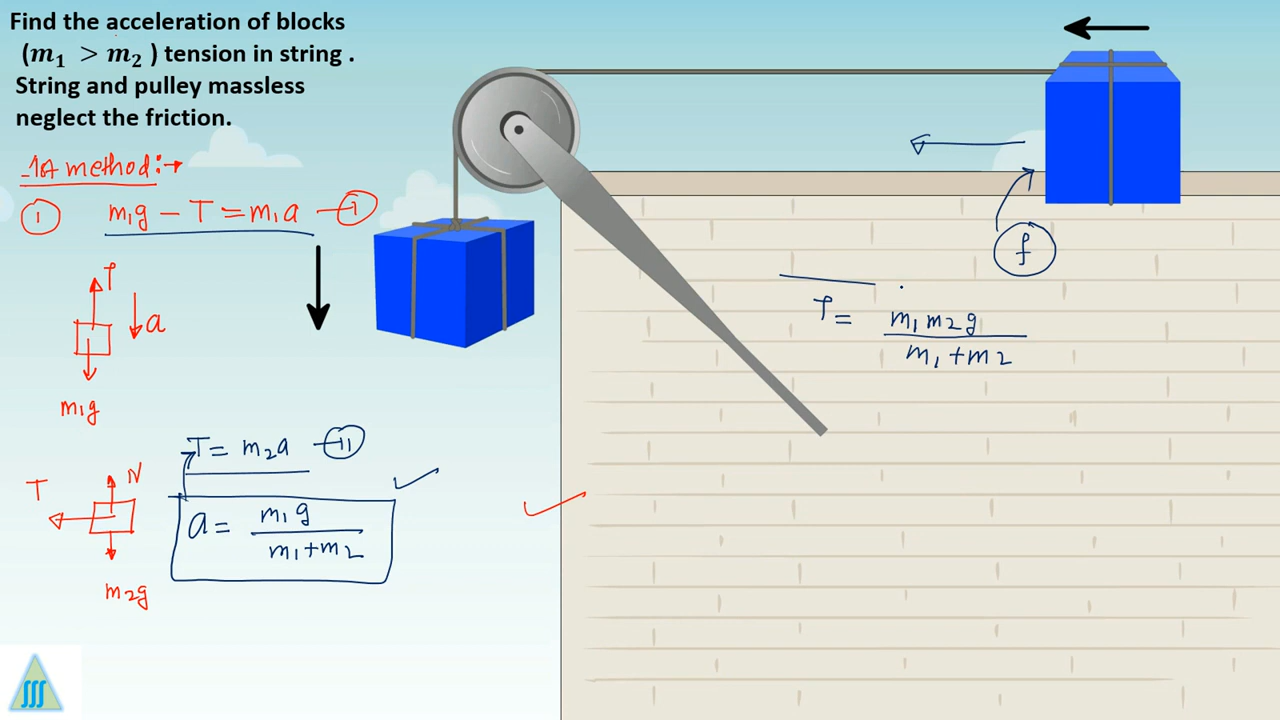 Find the acceleration of blocks
(m₁ > m₂ ) tension in string .
String and pulley massless
neglect the friction.
1st method:→
① m₁g − T = m₁a —Ⓘ
T
a
m₁g
T = m₂a —(II)
T
N
m₂g
a = m₁g / m₁+m₂
f
T = m₁m₂g / m₁+m₂
∫∫∫